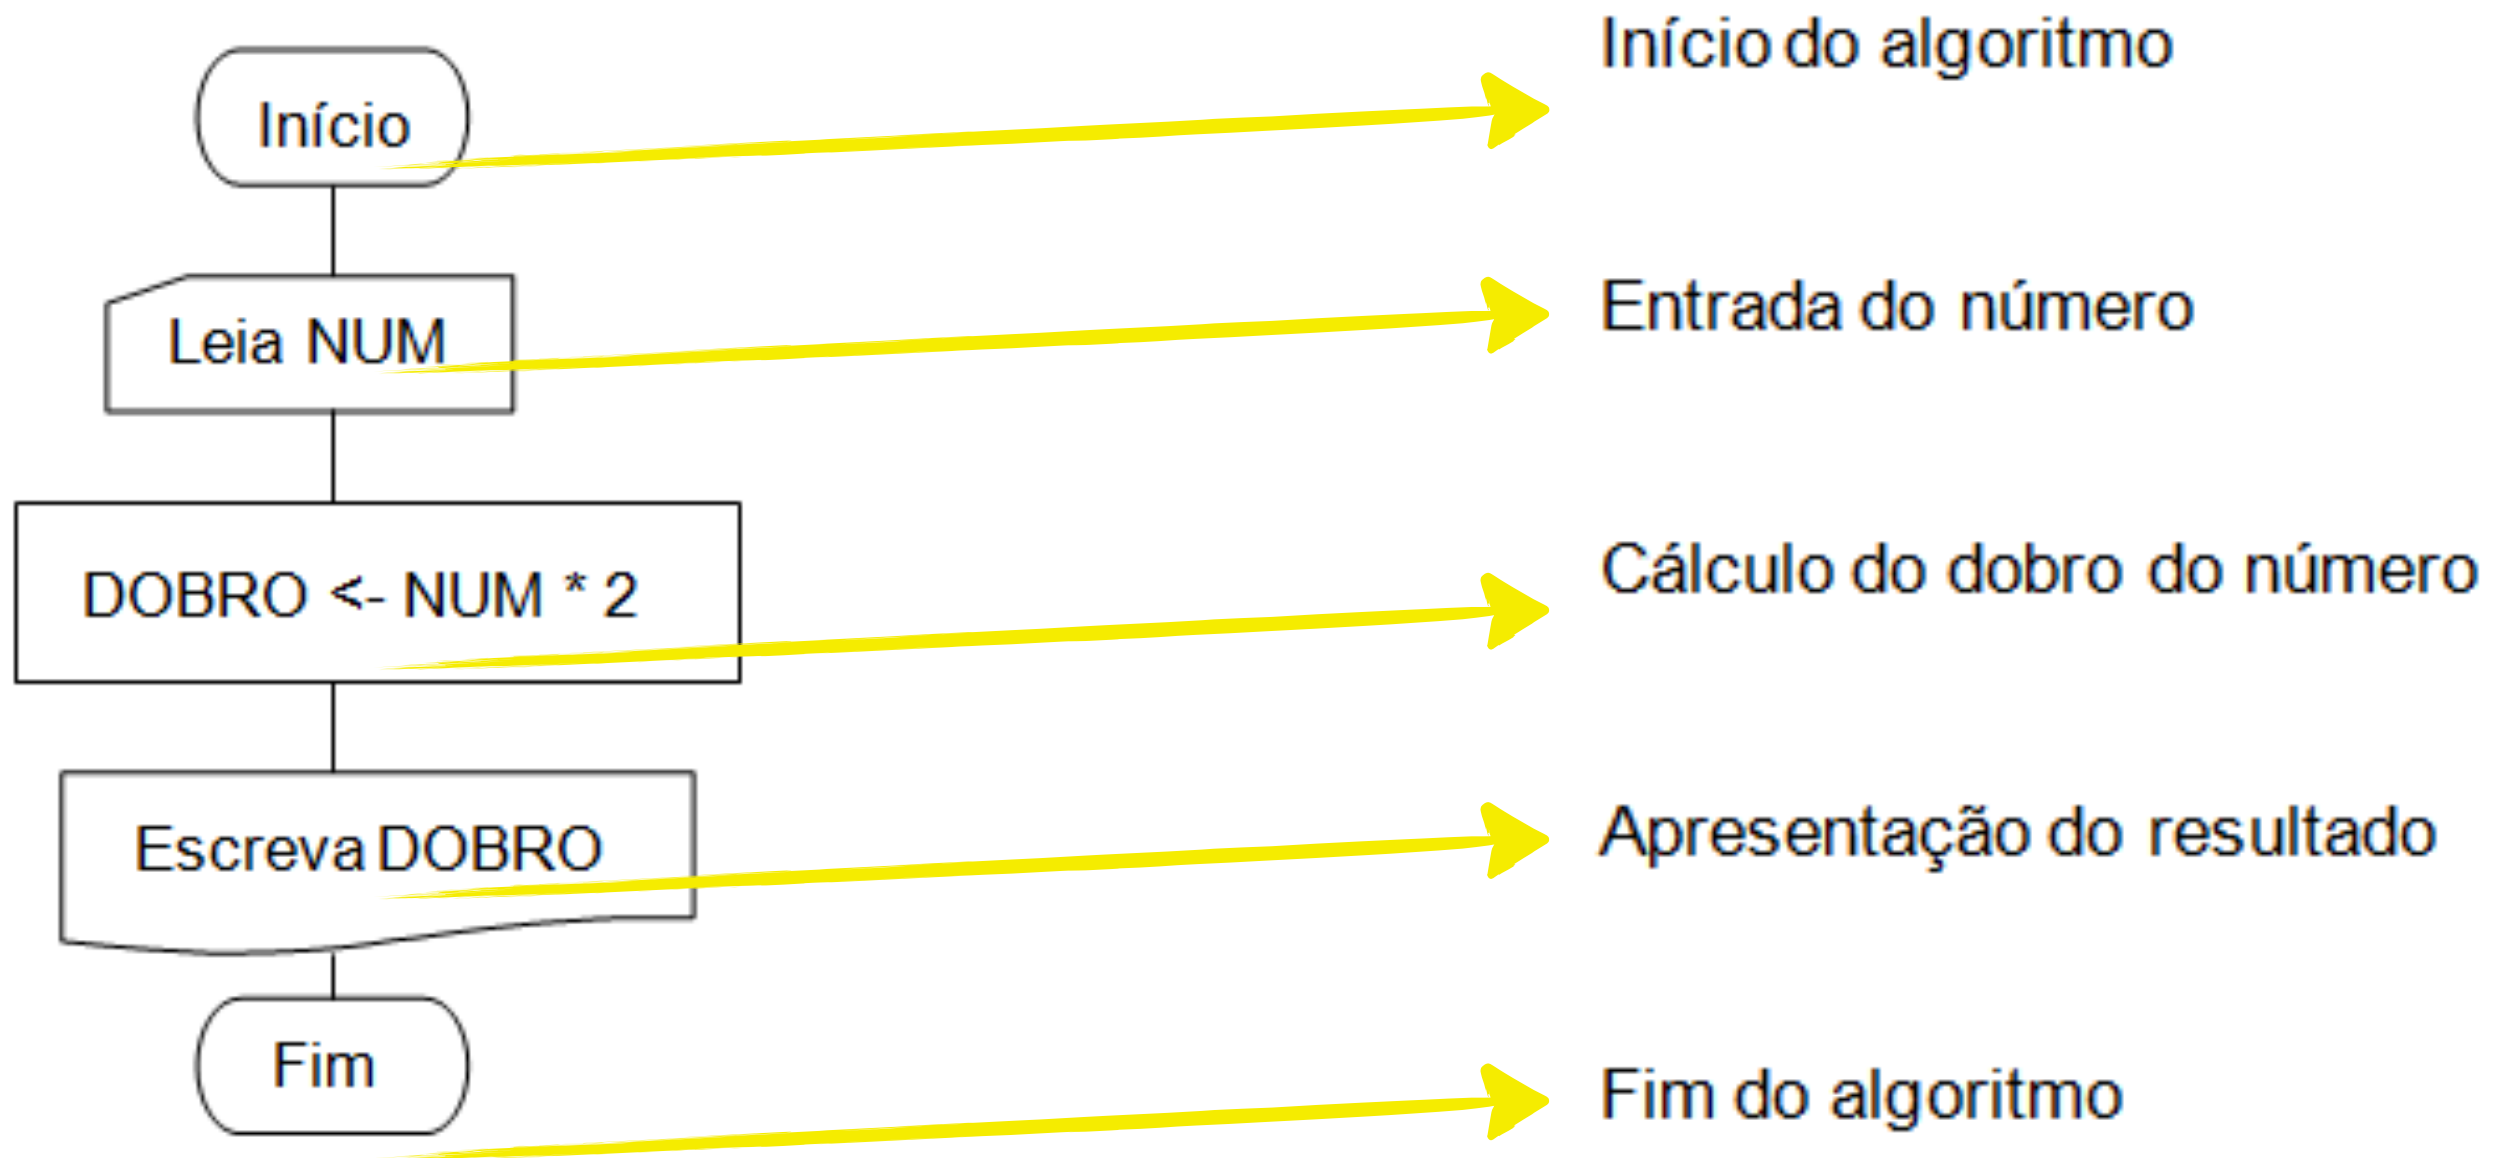 Início
Início do algoritmo
Leia NUM
Entrada do número
DOBRO <- NUM * 2
Cálculo do dobro do número
Escreva DOBRO
Apresentação do resultado
Fim
Fim do algoritmo